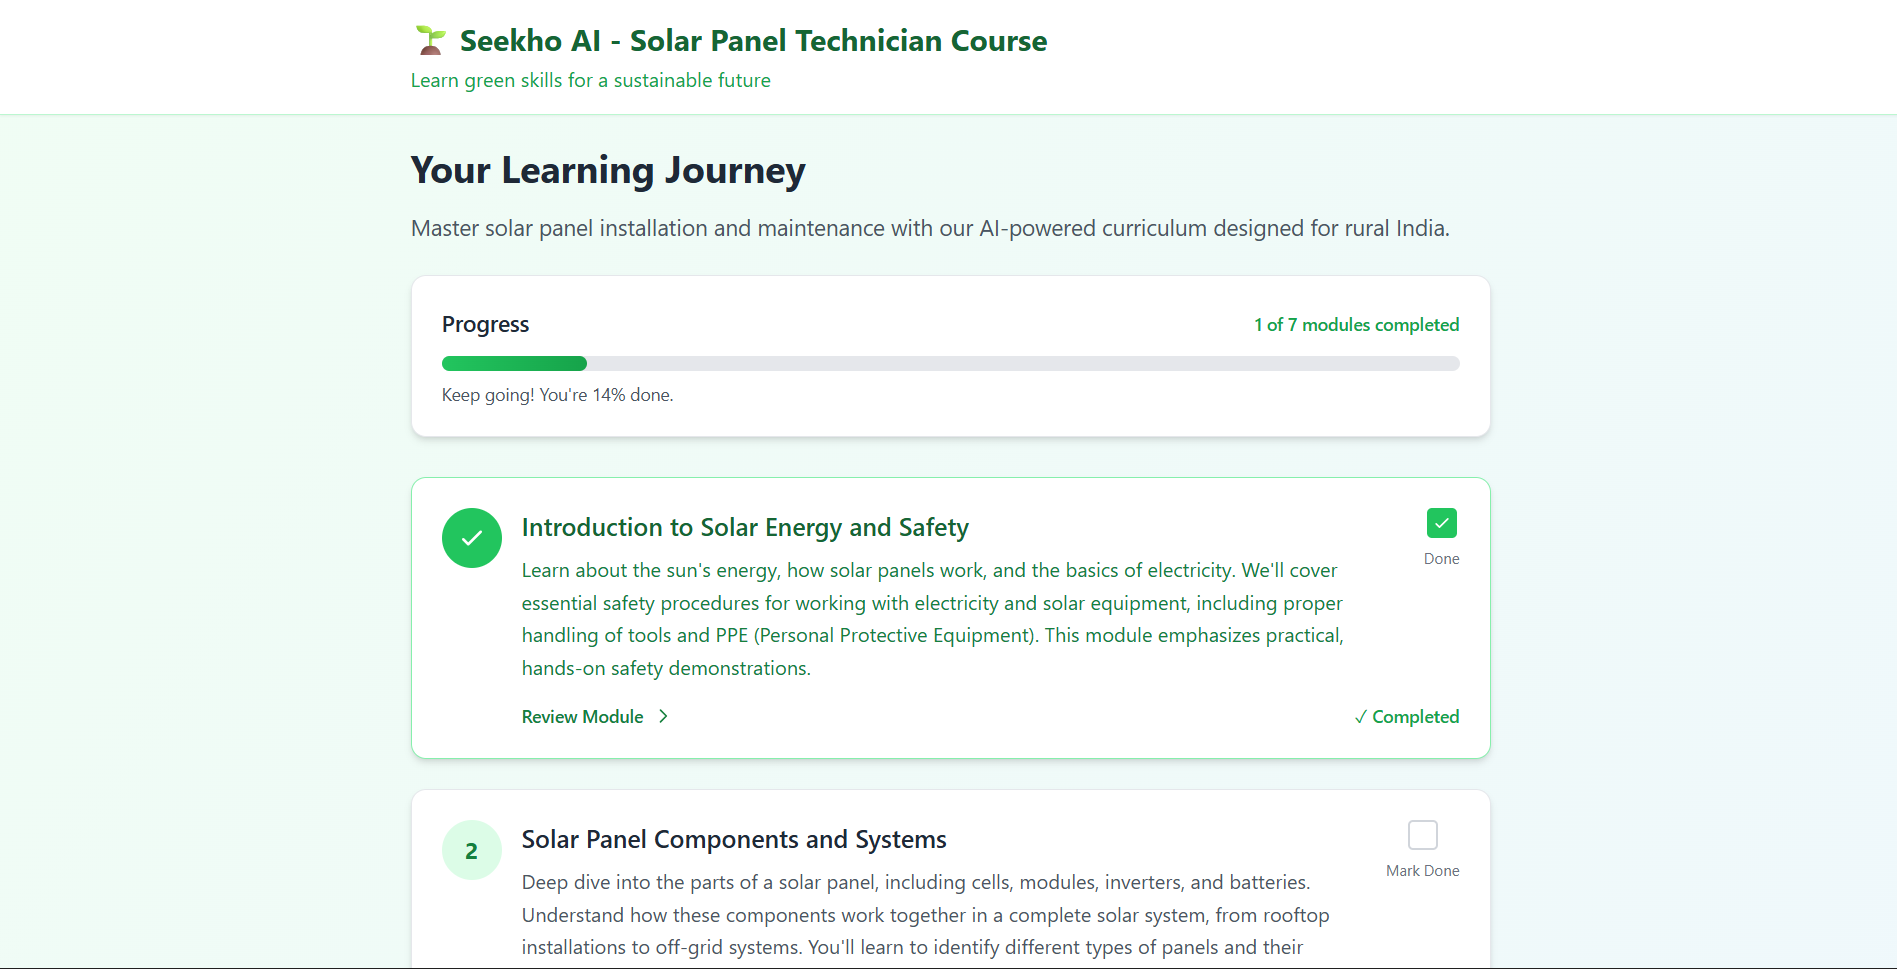 Seekho AI - Solar Panel Technician Course
Learn green skills for a sustainable future
Your Learning Journey
Master solar panel installation and maintenance with our AI-powered curriculum designed for rural India.
Progress
1 of 7 modules completed
Keep going! You're 14% done.
Introduction to Solar Energy and Safety
Done
Learn about the sun's energy, how solar panels work, and the basics of electricity. We'll cover
essential safety procedures for working with electricity and solar equipment, including proper
handling of tools and PPE (Personal Protective Equipment). This module emphasizes practical,
hands-on safety demonstrations.
Review Module
✓ Completed
2
Solar Panel Components and Systems
Mark Done
Deep dive into the parts of a solar panel, including cells, modules, inverters, and batteries.
Understand how these components work together in a complete solar system, from rooftop
installations to off-grid systems. You'll learn to identify different types of panels and their